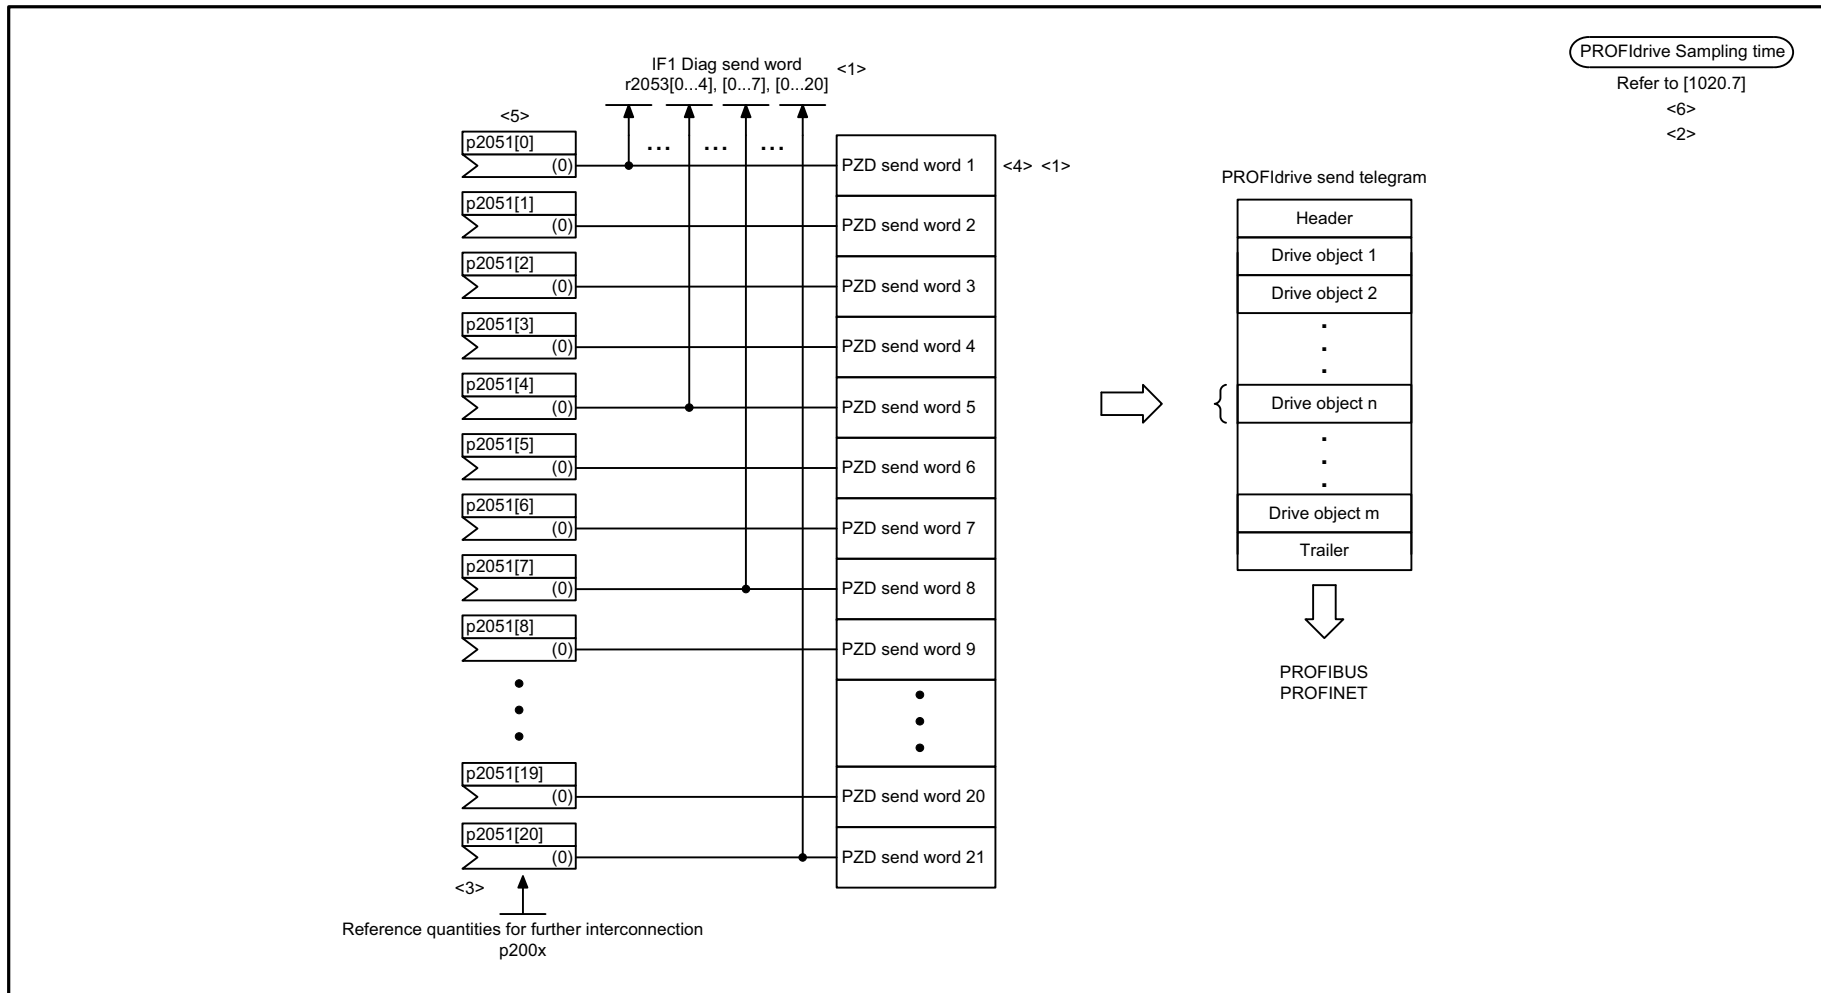 IF1 Diag send word
<1>
r2053[0...4], [0...7], [0...20]
PROFIdrive Sampling time
Refer to [1020.7]
<6>
<2>
<5>
p2051[0]
(0)
... ... ...
PZD send word 1
<4> <1>
p2051[1]
(0)
PZD send word 2
p2051[2]
(0)
PZD send word 3
p2051[3]
(0)
PZD send word 4
p2051[4]
(0)
PZD send word 5
p2051[5]
(0)
PZD send word 6
p2051[6]
(0)
PZD send word 7
p2051[7]
(0)
PZD send word 8
p2051[8]
(0)
PZD send word 9
p2051[19]
(0)
PZD send word 20
p2051[20]
(0)
PZD send word 21
<3>
Reference quantities for further interconnection
p200x
PROFIdrive send telegram
Header
Drive object 1
Drive object 2
Drive object n
Drive object m
Trailer
PROFIBUS
PROFINET